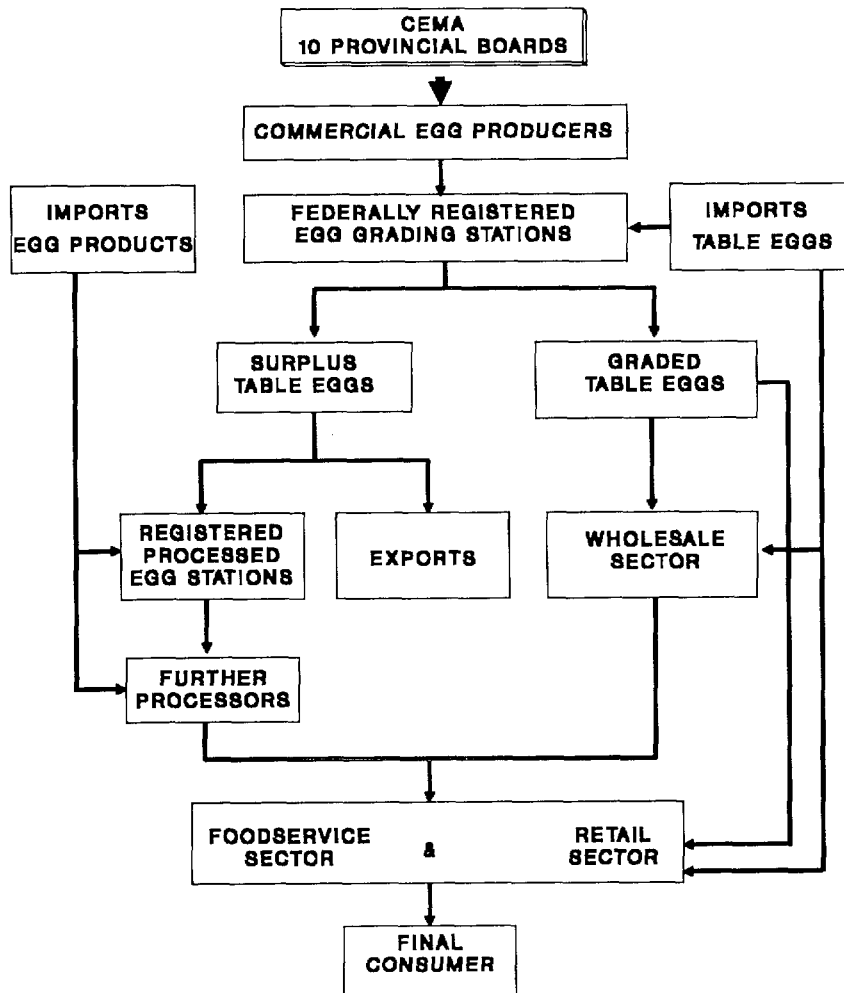 CEMA
10 PROVINCIAL BOARDS
COMMERCIAL EGG PRODUCERS
IMPORTS
EGG PRODUCTS
FEDERALLY REGISTERED
EGG GRADING STATIONS
IMPORTS
TABLE EGGS
SURPLUS
TABLE EGGS
GRADED
TABLE EGGS
REGISTERED
PROCESSED
EGG STATIONS
EXPORTS
WHOLESALE
SECTOR
FURTHER
PROCESSORS
FOODSERVICE
SECTOR
&
RETAIL
SECTOR
FINAL
CONSUMER